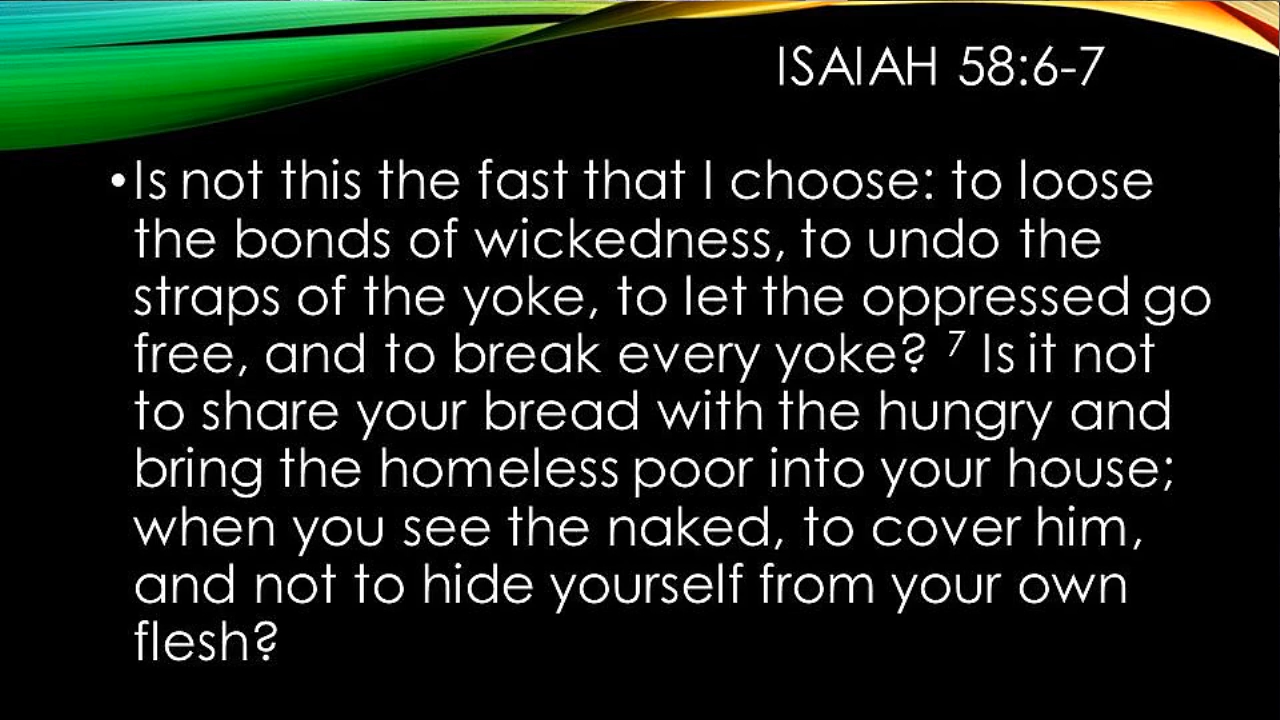 ISAIAH 58:6-7
•Is not this the fast that I choose: to loose
the bonds of wickedness, to undo the
straps of the yoke, to let the oppressed go
free, and to break every yoke? 7 Is it not
to share your bread with the hungry and
bring the homeless poor into your house;
when you see the naked, to cover him,
and not to hide yourself from your own
flesh?